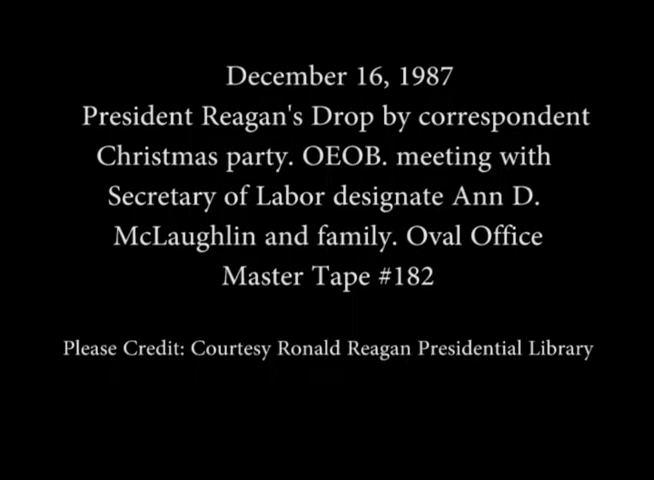 December 16, 1987
President Reagan's Drop by correspondent
Christmas party. OEOB. meeting with
Secretary of Labor designate Ann D.
McLaughlin and family. Oval Office
Master Tape #182
Please Credit: Courtesy Ronald Reagan Presidential Library